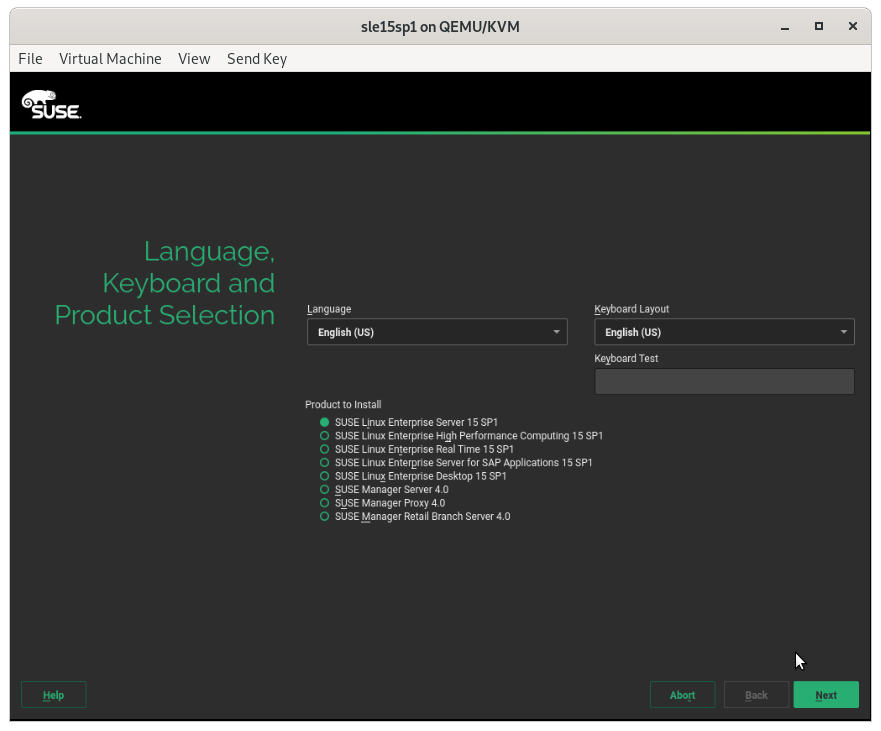 sle15sp1 on QEMU/KVM
File Virtual Machine View Send Key
SUSE.
Language,
Keyboard and
Product Selection
Language
English (US)
Keyboard Layout
English (US)
Keyboard Test
Product to Install
SUSE Linux Enterprise Server 15 SP1
SUSE Linux Enterprise High Performance Computing 15 SP1
SUSE Linux Enterprise Real Time 15 SP1
SUSE Linux Enterprise Server for SAP Applications 15 SP1
SUSE Linux Enterprise Desktop 15 SP1
SUSE Manager Server 4.0
SUSE Manager Proxy 4.0
SUSE Manager Retail Branch Server 4.0
Help Abort Back Next